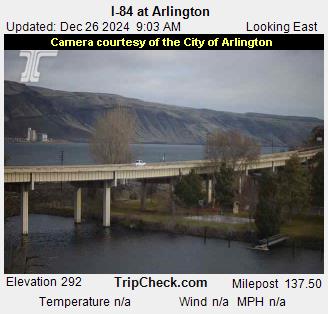 I-84 at Arlington
Updated: Dec 26 2024 9:03 AM Looking East
Camera courtesy of the City of Arlington
Elevation 292 TripCheck.com Milepost 137.50
Temperature n/a Wind n/a MPH n/a